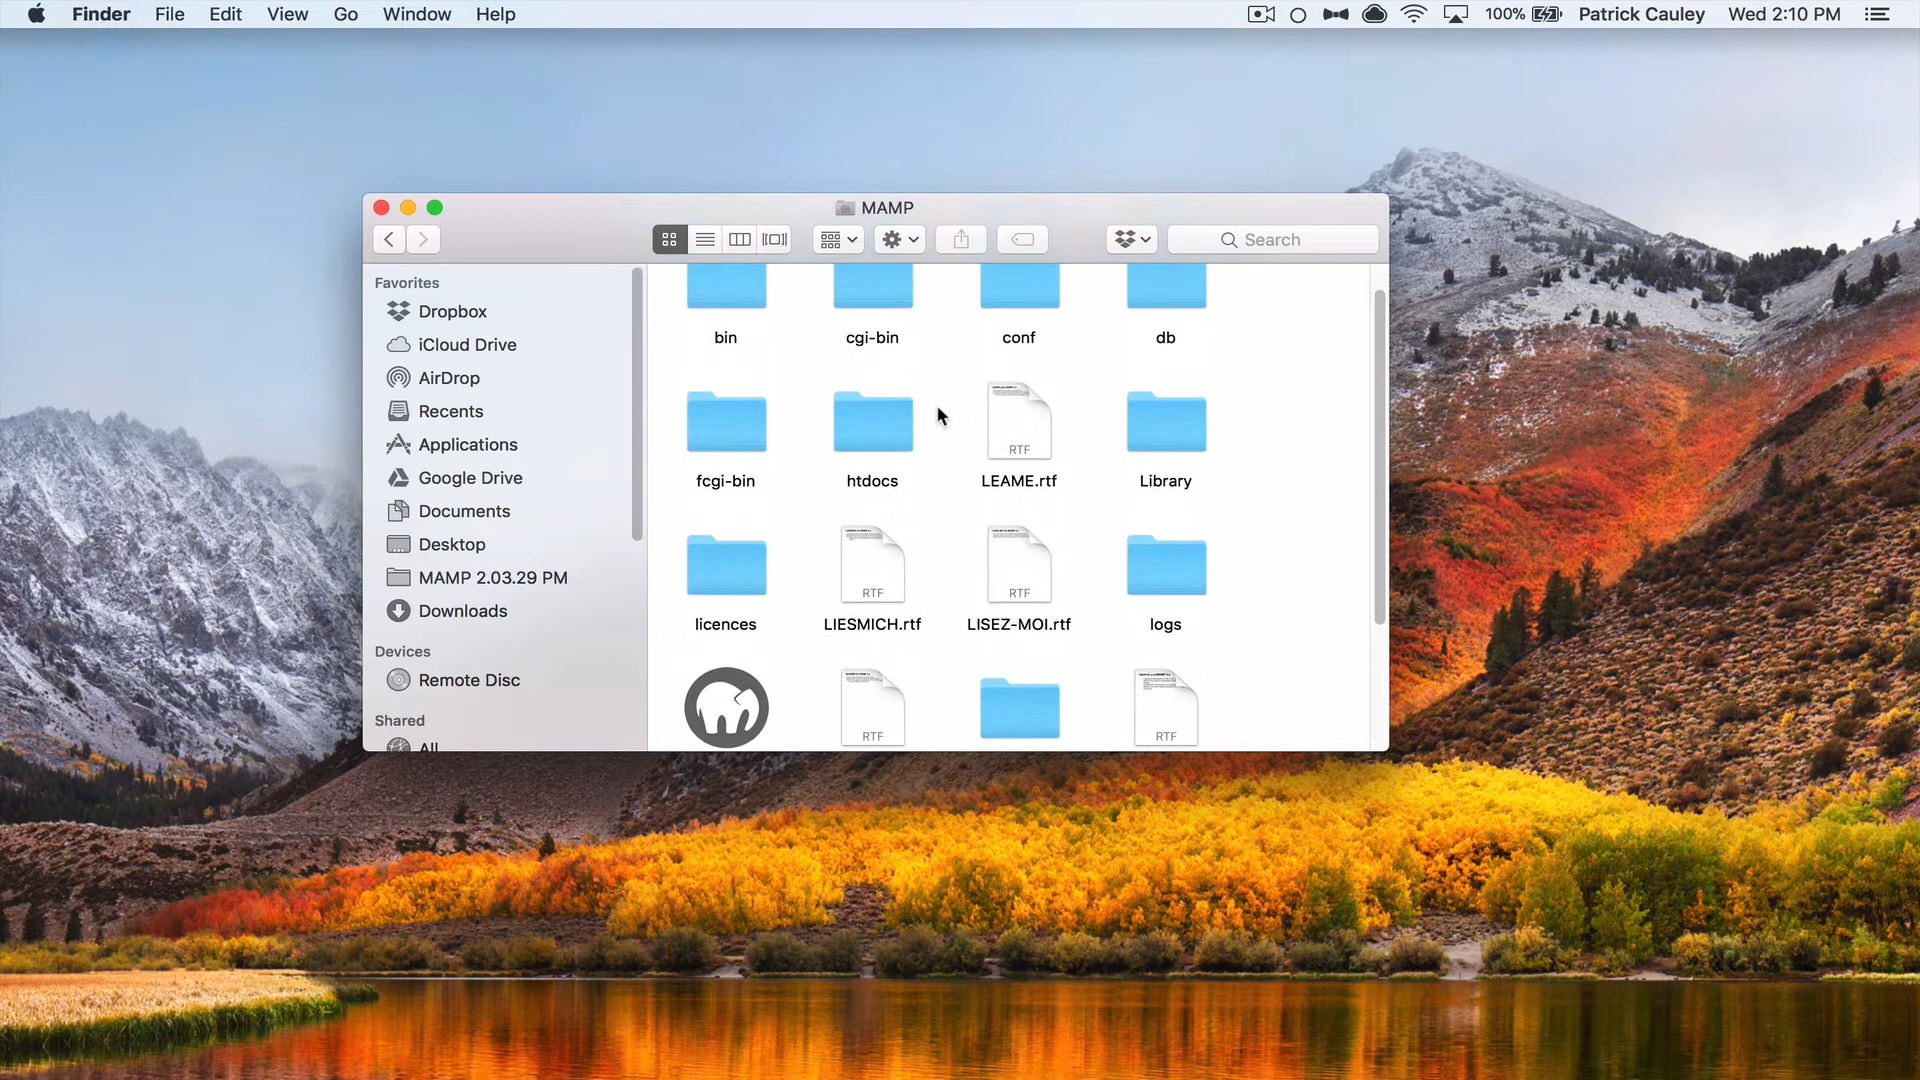 Finder File Edit View Go Window Help 100% Patrick Cauley Wed 2:10 PM
MAMP
Search
Favorites
Dropbox
iCloud Drive
AirDrop
Recents
Applications
Google Drive
Documents
Desktop
MAMP 2.03.29 PM
Downloads
Devices
Remote Disc
Shared
All
bin cgi-bin conf db
RTF
fcgi-bin htdocs LEAME.rtf Library
RTF RTF
licences LIESMICH.rtf LISEZ-MOI.rtf logs
RTF RTF